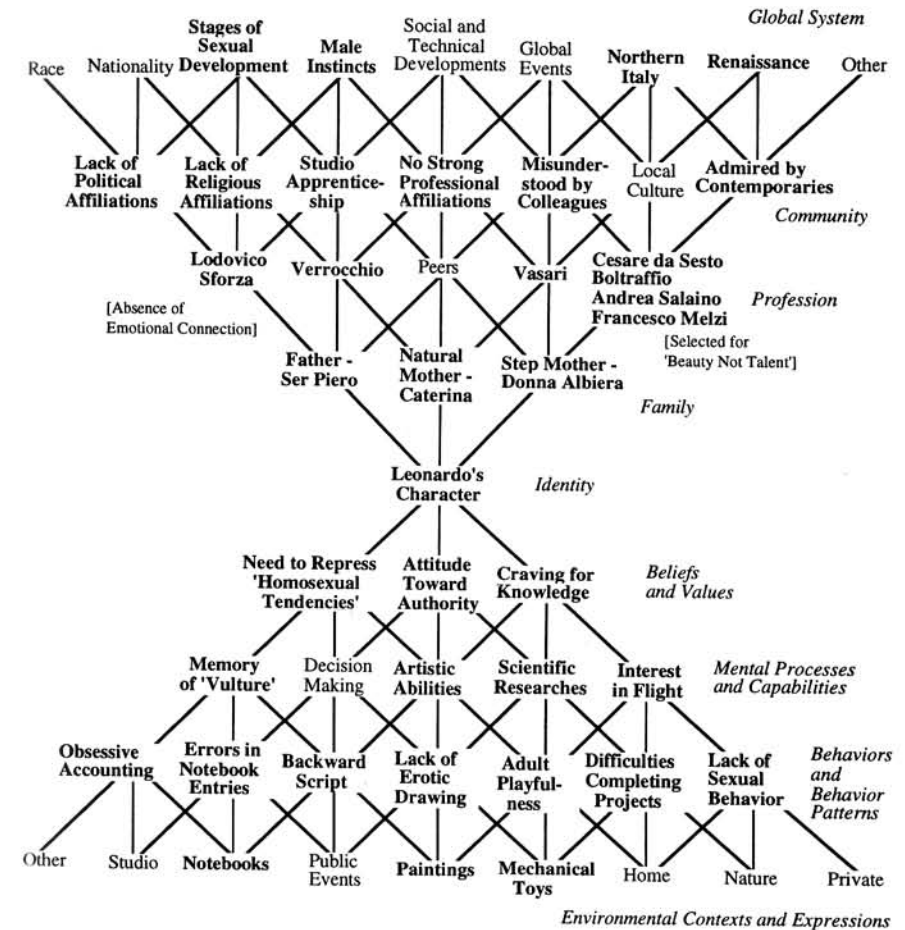 Global System
Stages of
Sexual
Development
Race
Nationality
Male
Instincts
Social and
Technical
Developments
Global
Events
Northern
Italy
Renaissance
Other
Lack of
Political
Affiliations
Lack of
Religious
Affiliations
Studio
Apprentice-
ship
No Strong
Professional
Affiliations
Misunder-
stood by
Colleagues
Local
Culture
Admired by
Contemporaries
Community
Lodovico
Sforza
Verrocchio
Peers
Vasari
Cesare da Sesto
Boltraffio
Andrea Salaino
Francesco Melzi
Profession
[Absence of
Emotional Connection]
[Selected for
'Beauty Not Talent']
Father -
Ser Piero
Natural
Mother -
Caterina
Step Mother -
Donna Albiera
Family
Leonardo's
Character
Identity
Need to Repress
'Homosexual
Tendencies'
Attitude
Toward
Authority
Craving for
Knowledge
Beliefs
and Values
Memory
of 'Vulture'
Decision
Making
Artistic
Abilities
Scientific
Researches
Interest
in Flight
Mental Processes
and Capabilities
Obsessive
Accounting
Errors in
Notebook
Entries
Backward
Script
Lack of
Erotic
Drawing
Adult
Playful-
ness
Difficulties
Completing
Projects
Lack of
Sexual
Behavior
Behaviors
and
Behavior
Patterns
Other
Studio
Notebooks
Public
Events
Paintings
Mechanical
Toys
Home
Nature
Private
Environmental Contexts and Expressions